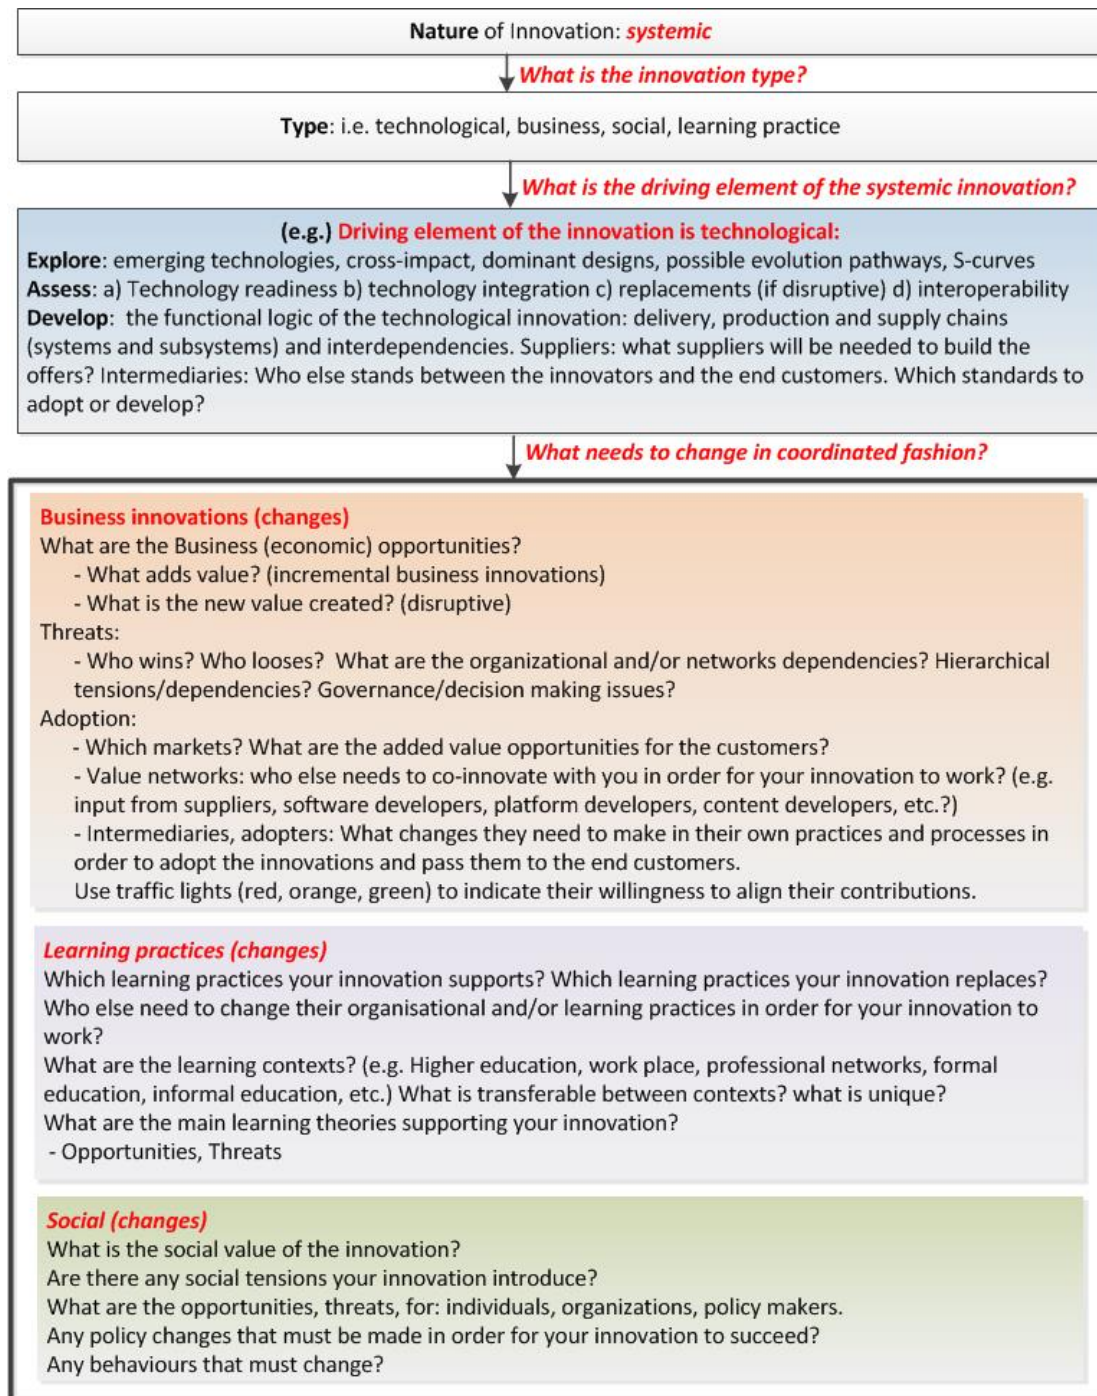 Nature of Innovation: systemic
What is the innovation type?
Type: i.e. technological, business, social, learning practice
What is the driving element of the systemic innovation?
(e.g.) Driving element of the innovation is technological:
Explore: emerging technologies, cross-impact, dominant designs, possible evolution pathways, S-curves
Assess: a) Technology readiness b) technology integration c) replacements (if disruptive) d) interoperability
Develop: the functional logic of the technological innovation: delivery, production and supply chains
(systems and subsystems) and interdependencies. Suppliers: what suppliers will be needed to build the
offers? Intermediaries: Who else stands between the innovators and the end customers. Which standards to
adopt or develop?
What needs to change in coordinated fashion?
Business innovations (changes)
What are the Business (economic) opportunities?
- What adds value? (incremental business innovations)
- What is the new value created? (disruptive)
Threats:
- Who wins? Who looses? What are the organizational and/or networks dependencies? Hierarchical
tensions/dependencies? Governance/decision making issues?
Adoption:
- Which markets? What are the added value opportunities for the customers?
- Value networks: who else needs to co-innovate with you in order for your innovation to work? (e.g.
input from suppliers, software developers, platform developers, content developers, etc.?)
- Intermediaries, adopters: What changes they need to make in their own practices and processes in
order to adopt the innovations and pass them to the end customers.
Use traffic lights (red, orange, green) to indicate their willingness to align their contributions.
Learning practices (changes)
Which learning practices your innovation supports? Which learning practices your innovation replaces?
Who else need to change their organisational and/or learning practices in order for your innovation to
work?
What are the learning contexts? (e.g. Higher education, work place, professional networks, formal
education, informal education, etc.) What is transferable between contexts? what is unique?
What are the main learning theories supporting your innovation?
- Opportunities, Threats
Social (changes)
What is the social value of the innovation?
Are there any social tensions your innovation introduce?
What are the opportunities, threats, for: individuals, organizations, policy makers.
Any policy changes that must be made in order for your innovation to succeed?
Any behaviours that must change?